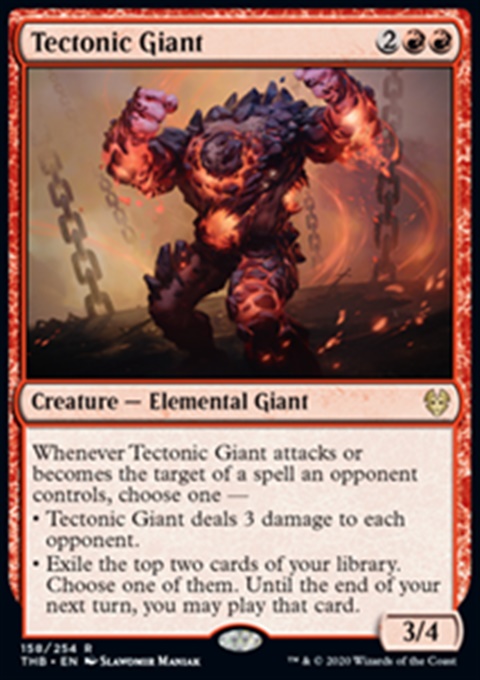 Tectonic Giant 2
Creature — Elemental Giant
Whenever Tectonic Giant attacks or
becomes the target of a spell an opponent
controls, choose one —
• Tectonic Giant deals 3 damage to each
opponent.
• Exile the top two cards of your library.
Choose one of them. Until the end of your
next turn, you may play that card.
3/4
158/254 R
THB • EN Slawomir Maniak
™ & © 2020 Wizards of the Coast